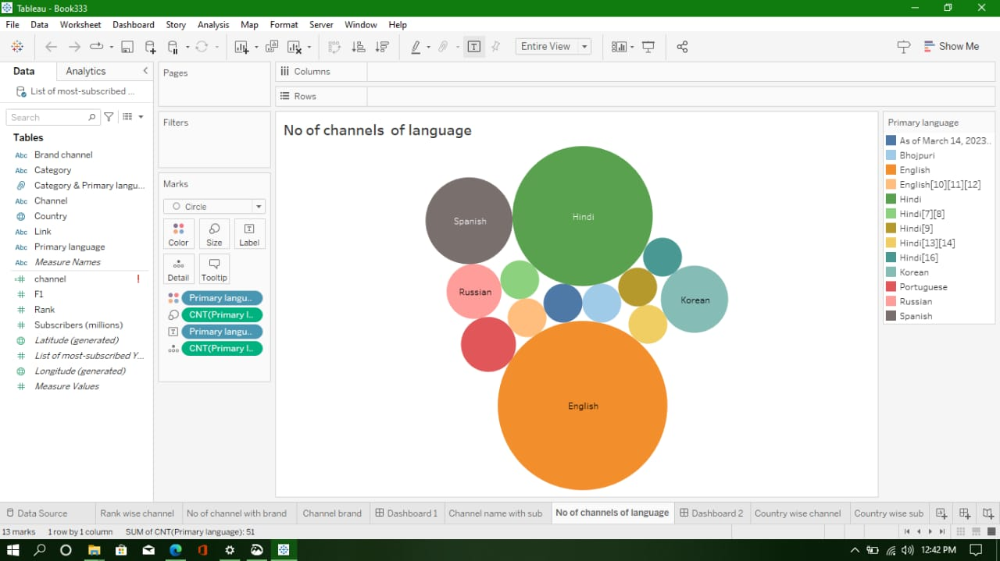 Tableau - Book333
File Data Worksheet Dashboard Story Analysis Map Format Server Window Help
Entire View
Show Me
Data Analytics
List of most-subscribed ...
Search
Tables
Abc Brand channel
Abc Category
Category & Primary langu...
Abc Channel
Country
Abc Link
Abc Primary language
Abc Measure Names
channel !
F1
Rank
Subscribers (millions)
Latitude (generated)
List of most-subscribed Y...
Longitude (generated)
Measure Values
Pages
Filters
Marks
Circle
Color Size Label
Detail Tooltip
Primary langu..
CNT(Primary l..
Primary langu..
CNT(Primary l..
Columns
Rows
No of channels of language
Hindi
Spanish
Russian
Korean
English
Primary language
As of March 14, 2023..
Bhojpuri
English
English[10][11][12]
Hindi
Hindi[7][8]
Hindi[9]
Hindi[13][14]
Hindi[16]
Korean
Portuguese
Russian
Spanish
Data Source Rank wise channel No of channel with brand Channel brand Dashboard 1 Channel name with sub No of channels of language Dashboard 2 Country wise channel Country wise sub
13 marks 1 row by 1 column SUM of CNT(Primary language): 51
12:42 PM